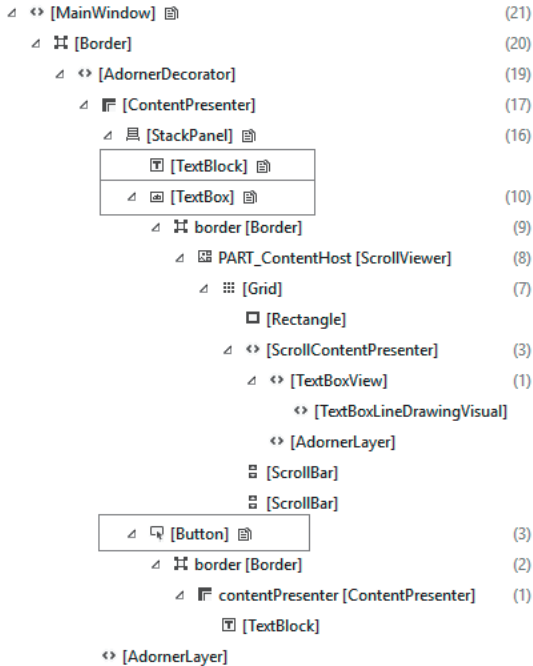 [MainWindow] (21)
[Border] (20)
[AdornerDecorator] (19)
[ContentPresenter] (17)
[StackPanel] (16)
[TextBlock]
[TextBox] (10)
border [Border] (9)
PART_ContentHost [ScrollViewer] (8)
[Grid] (7)
[Rectangle]
[ScrollContentPresenter] (3)
[TextBoxView] (1)
[TextBoxLineDrawingVisual]
[AdornerLayer]
[ScrollBar]
[ScrollBar]
[Button] (3)
border [Border] (2)
contentPresenter [ContentPresenter] (1)
[TextBlock]
[AdornerLayer]